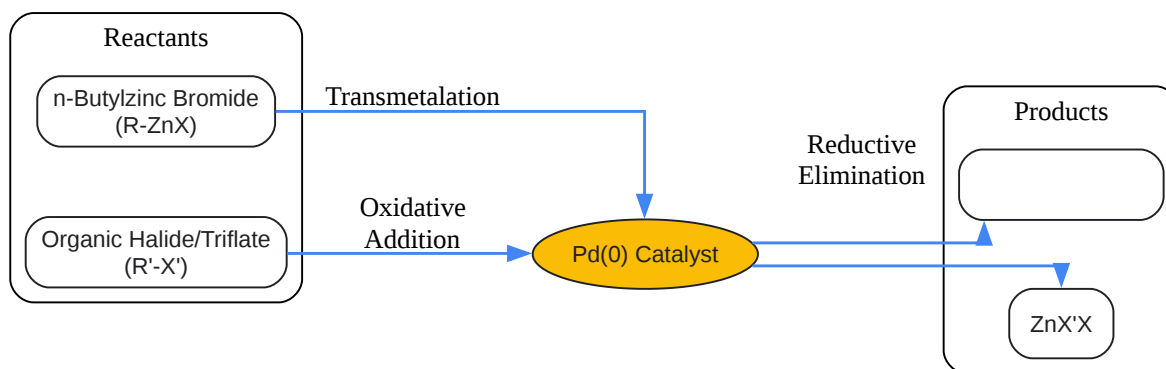 Reactants
n-Butylzinc Bromide
(R-ZnX)
Transmetalation
Organic Halide/Triflate
(R'-X')
Oxidative
Addition
Pd(0) Catalyst
Reductive
Elimination
Products
ZnX'X